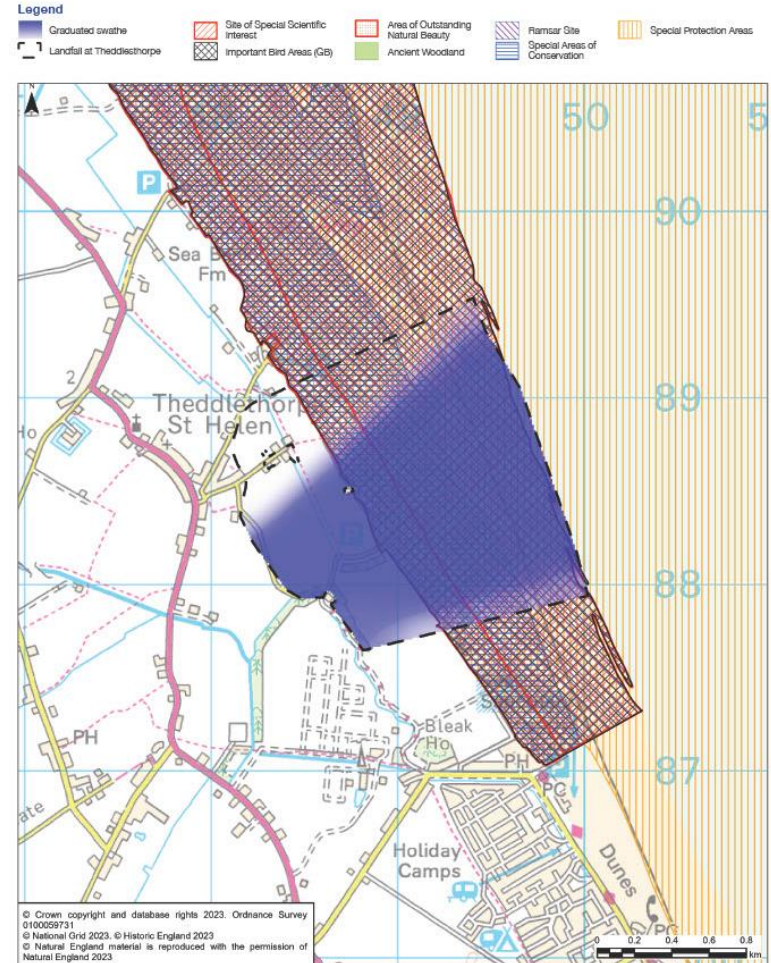 Legend
Graduated swathe
Landfall at Theddlesthorpe
Site of Special Scientific
Interest
Important Bird Areas (GB)
Area of Outstanding
Natural Beauty
Ancient Woodland
Ramsar Site
Special Areas of
Conservation
Special Protection Areas
N
50
5
P
90
Sea
Fm
2
89
Theddlethorp
St Helen
Ho
88
Bleak
Ho
PH
PH
87
PC
ate
P
Holiday
Camps
Dunes
PC
0 0.2 0.4 0.6 0.8
km
© Crown copyright and database rights 2023. Ordnance Survey
0100059731
© National Grid 2023. © Historic England 2023
© Natural England material is reproduced with the permission of
Natural England 2023